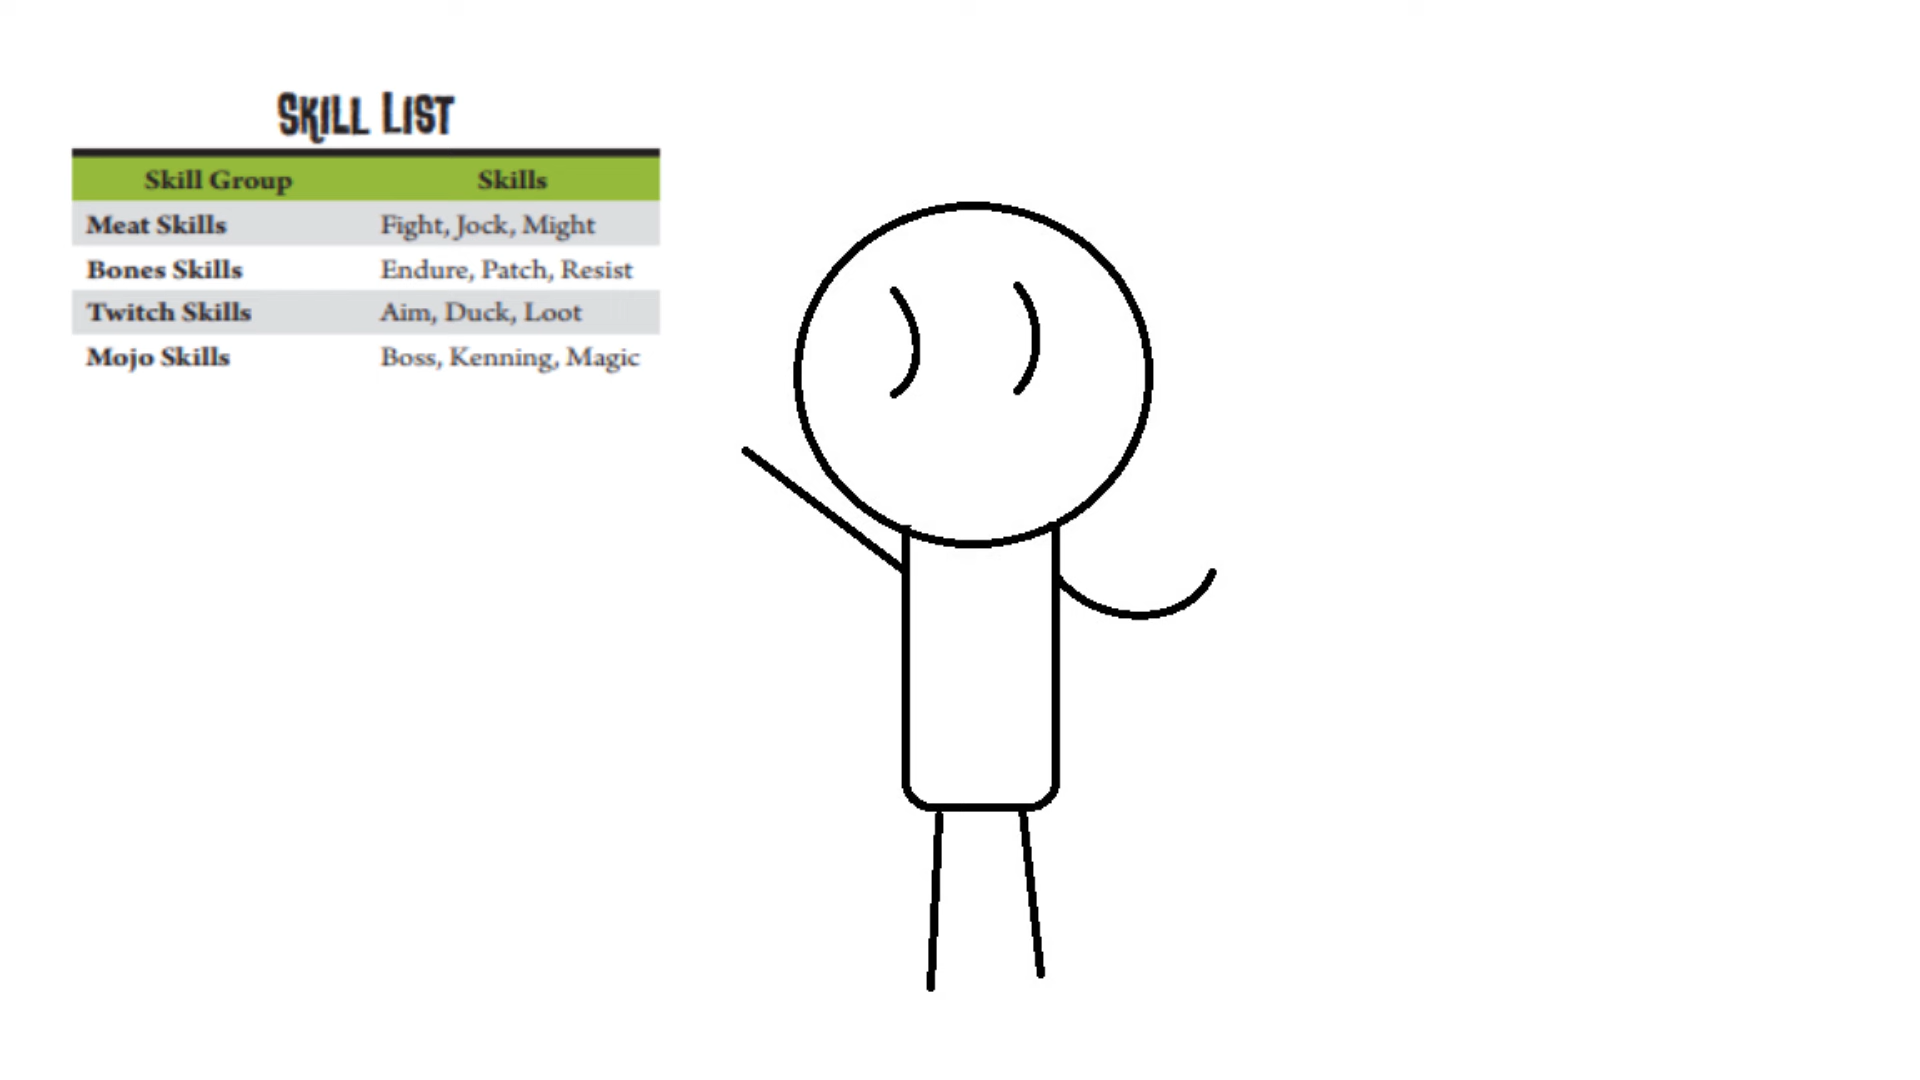 SKILL LIST
Skill Group Skills
Meat Skills Fight, Jock, Might
Bones Skills Endure, Patch, Resist
Twitch Skills Aim, Duck, Loot
Mojo Skills Boss, Kenning, Magic